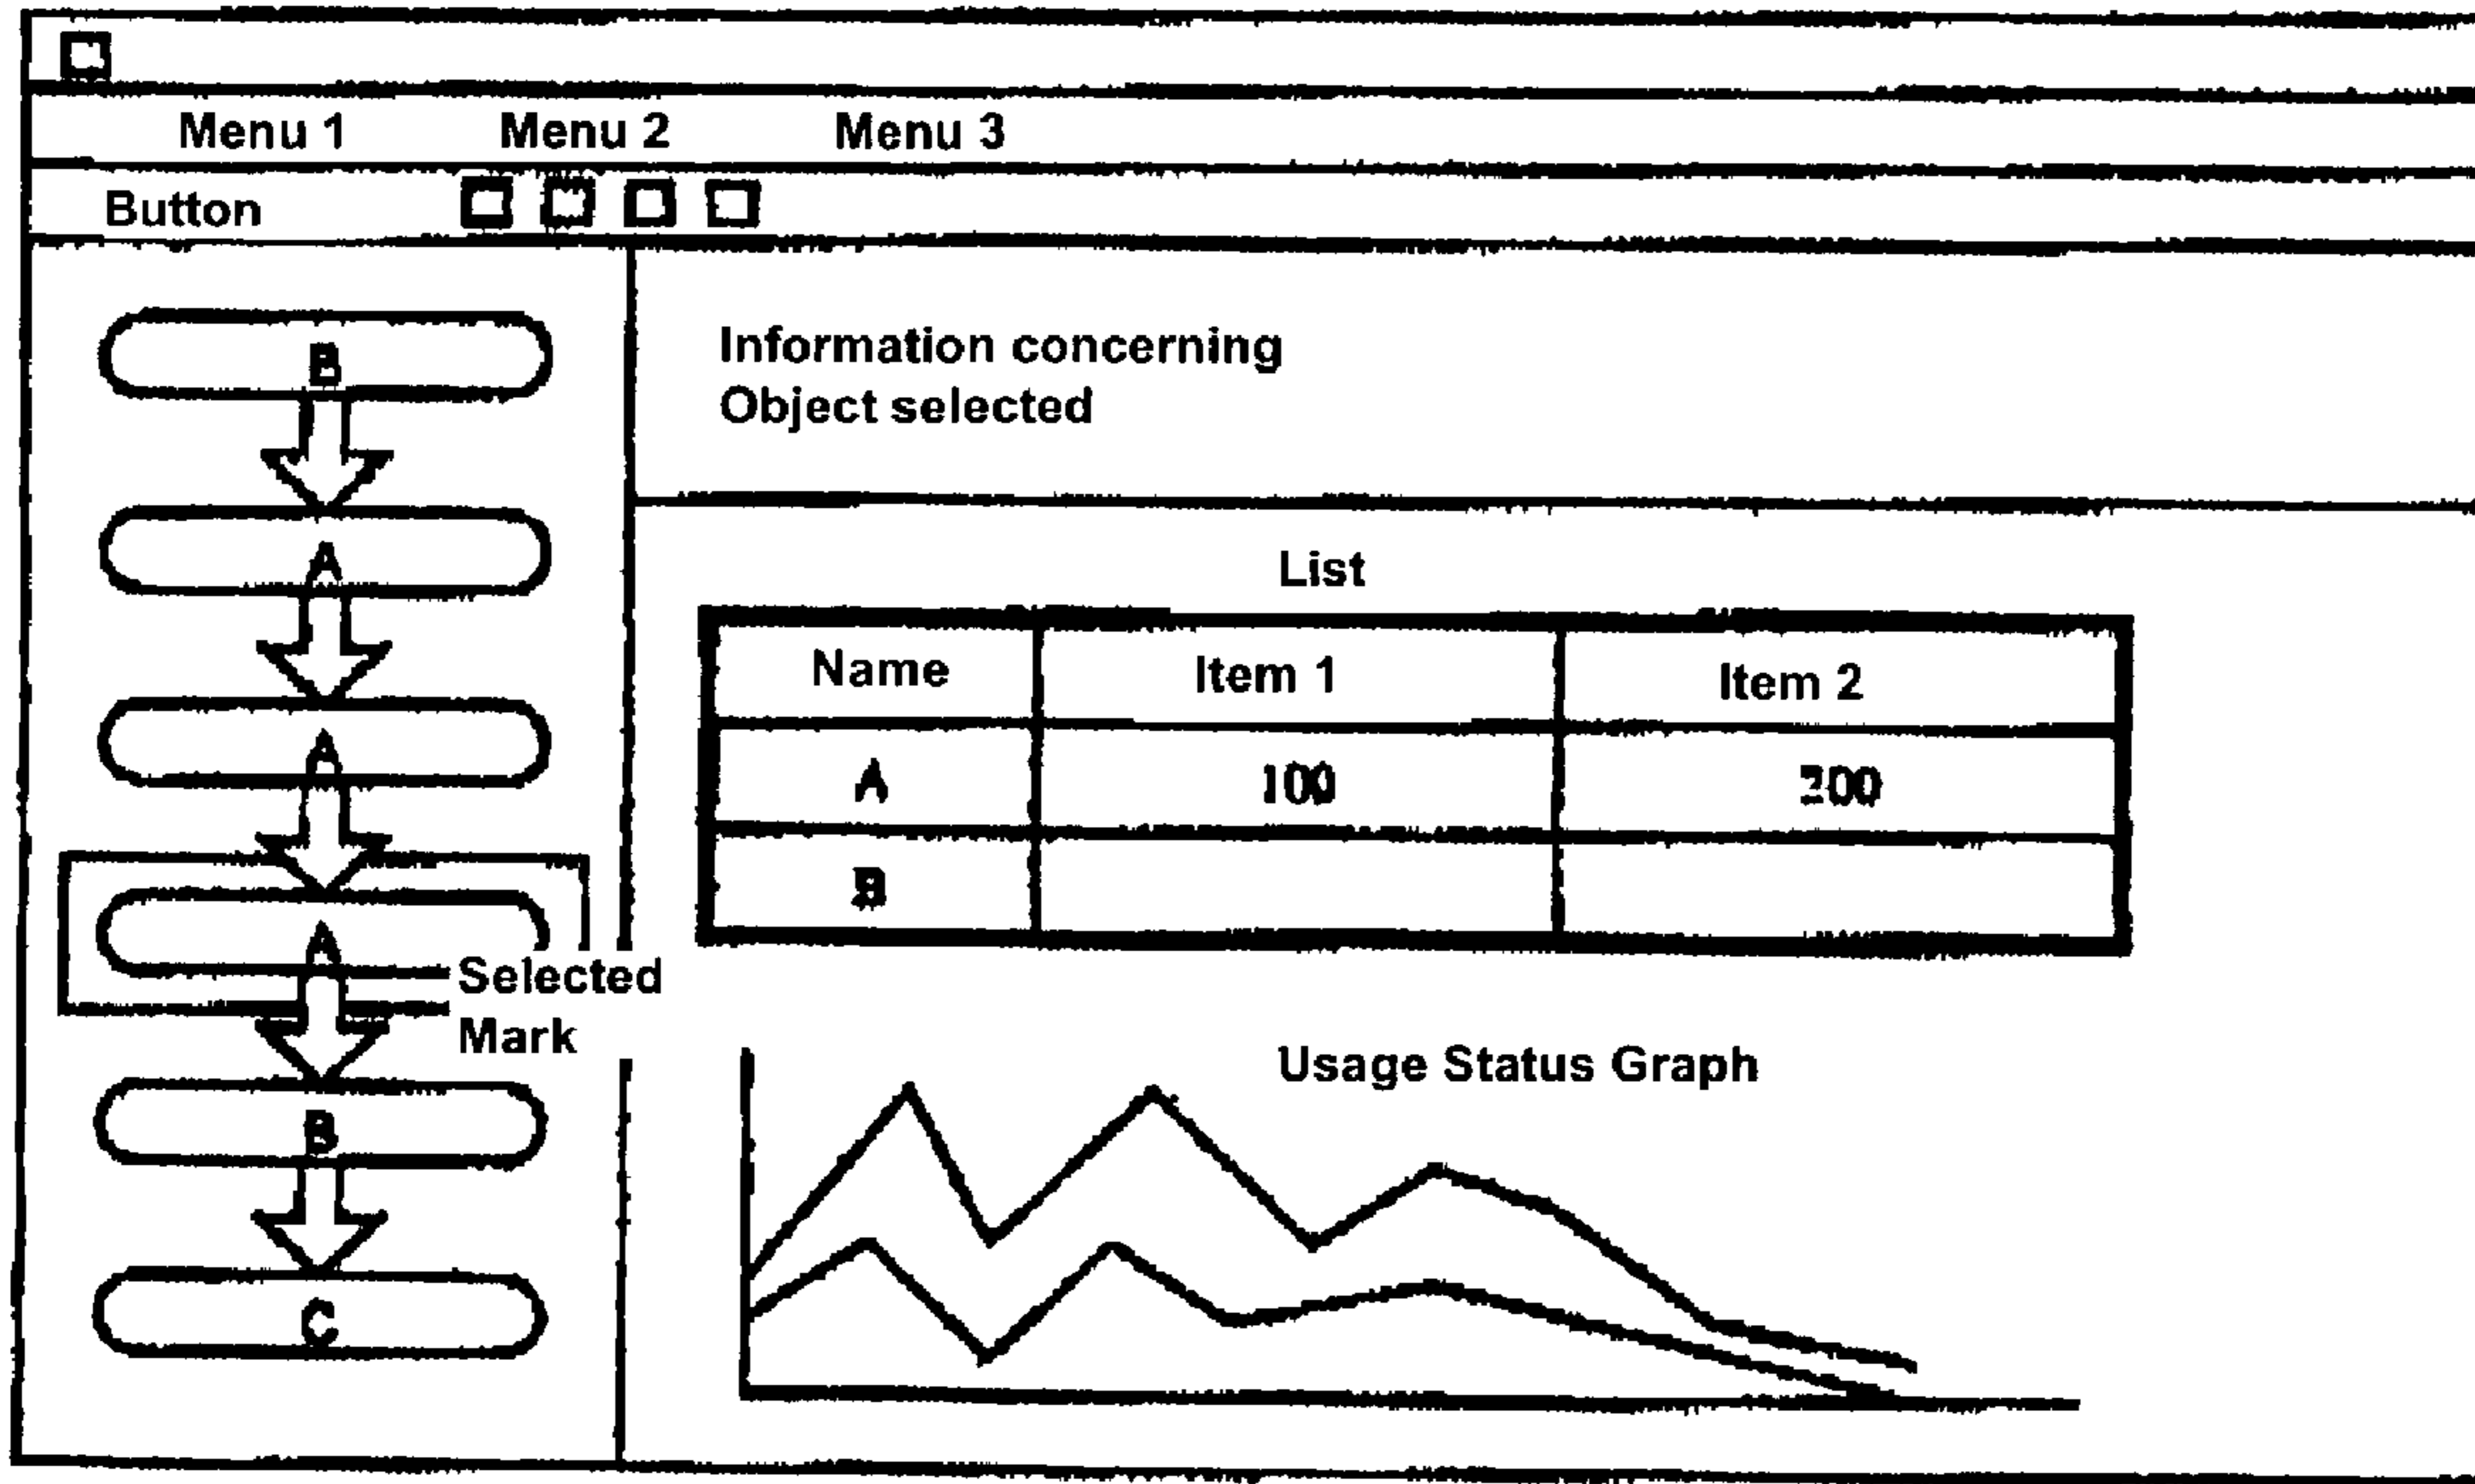 Menu 1 Menu 2 Menu 3
Button
B
A
A
A
Selected
Mark
B
C
Information concerning
Object selected
List
Name Item 1 Item 2
A 100 200
B
Usage Status Graph